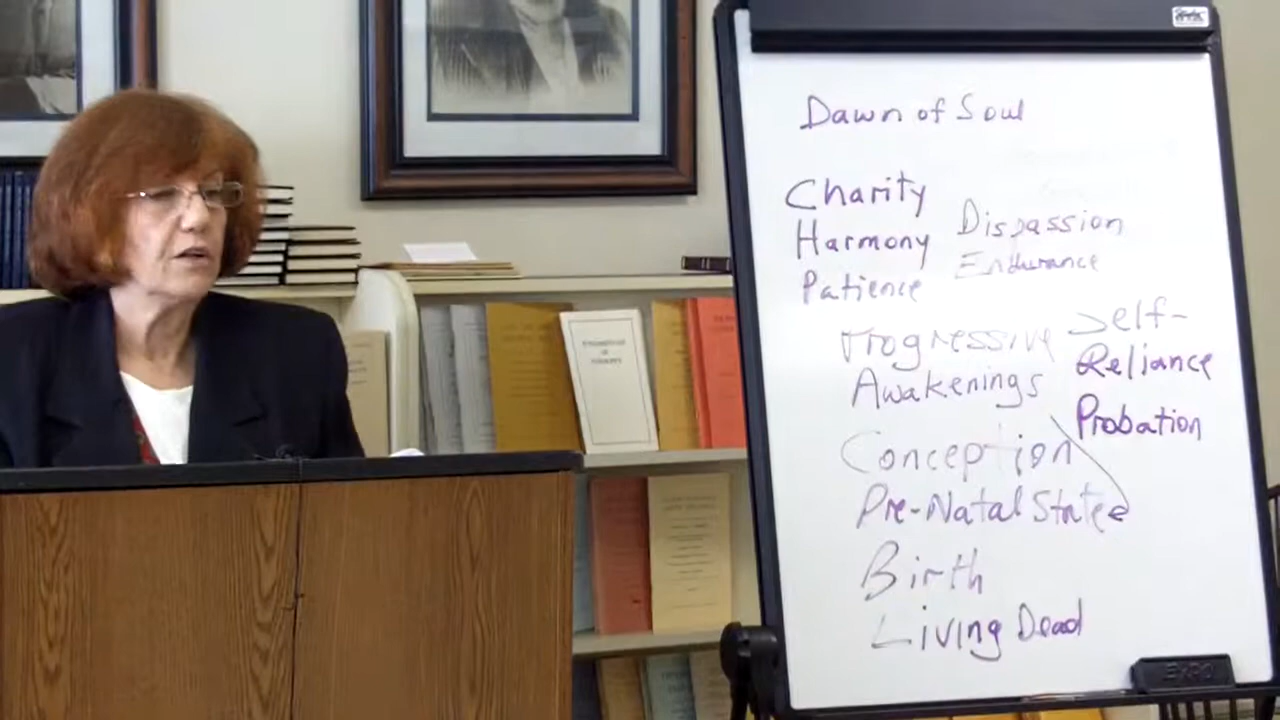 Dawn of Soul
Charity
Harmony
Patience
Dispassion
Endurance
Progressive
Awakenings
Self-
Reliance
Probation
Conception
Pre-Natal State
Birth
Living Dead
EXPO